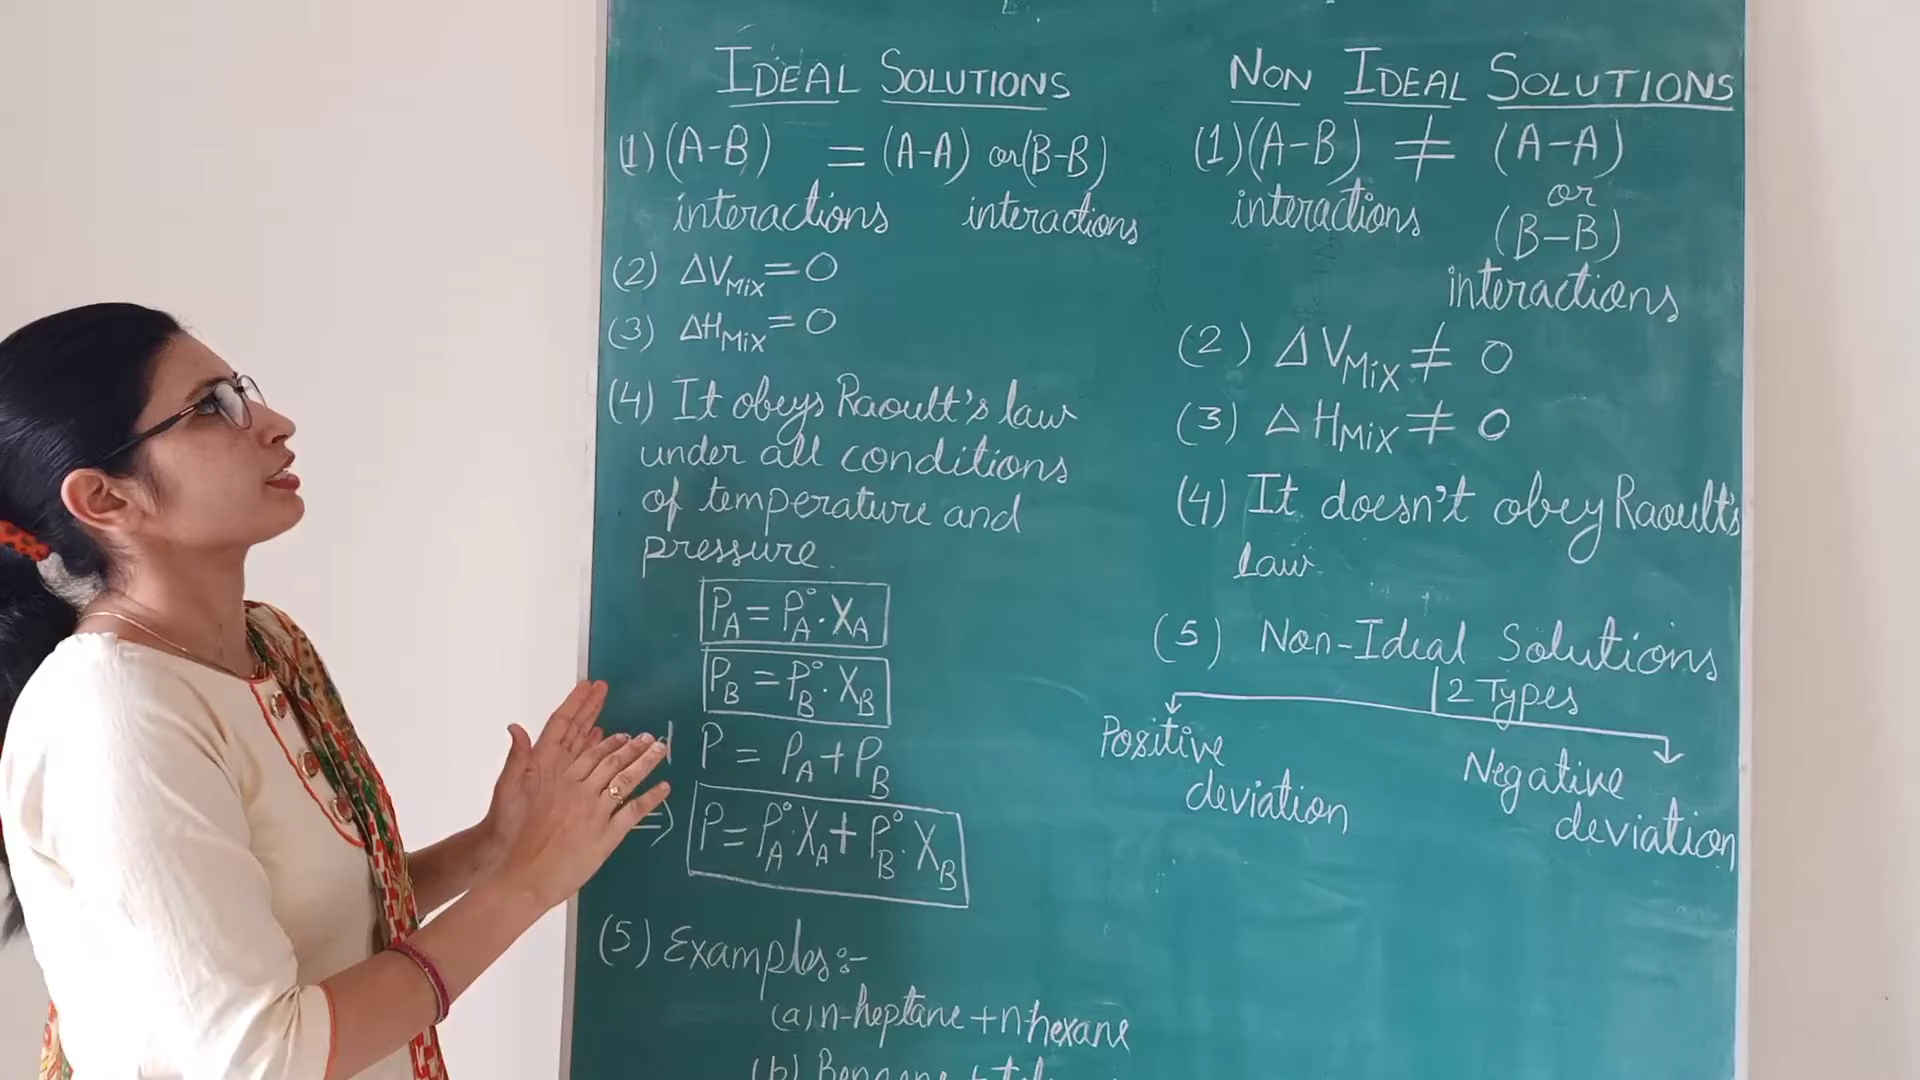 IDEAL SOLUTIONS
(1) (A-B) = (A-A) or (B-B)
interactions interactions
(2) ΔV_Mix = 0
(3) ΔH_Mix = 0
(4) It obeys Raoult's law
under all conditions
of temperature and
pressure.
P_A = P°_A · X_A
P_B = P°_B · X_B
P = P_A + P_B
⇒ P = P°_A · X_A + P°_B · X_B
(5) Examples:-
(a) n-heptane + n-hexane
(b) Benzene +
NON IDEAL SOLUTIONS
(1) (A-B) ≠ (A-A)
interactions or
(B-B)
interactions
(2) ΔV_Mix ≠ 0
(3) ΔH_Mix ≠ 0
(4) It doesn't obey Raoult's
law.
(5) Non-Ideal Solutions
2 Types
Positive
deviation
Negative
deviation